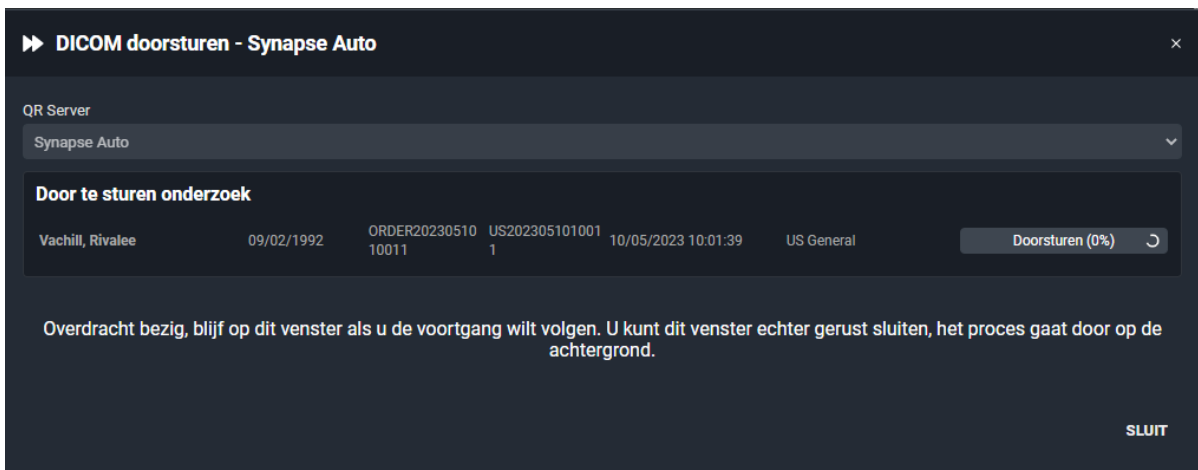 DICOM doorsturen - Synapse Auto
×
QR Server
Synapse Auto
Door te sturen onderzoek
Vachill, Rivalee 09/02/1992 ORDER20230510 US202305101001 10/05/2023 10:01:39 US General Doorsturen (0%)
10011 1
Overdracht bezig, blijf op dit venster als u de voortgang wilt volgen. U kunt dit venster echter gerust sluiten, het proces gaat door op de
achtergrond.
SLUIT